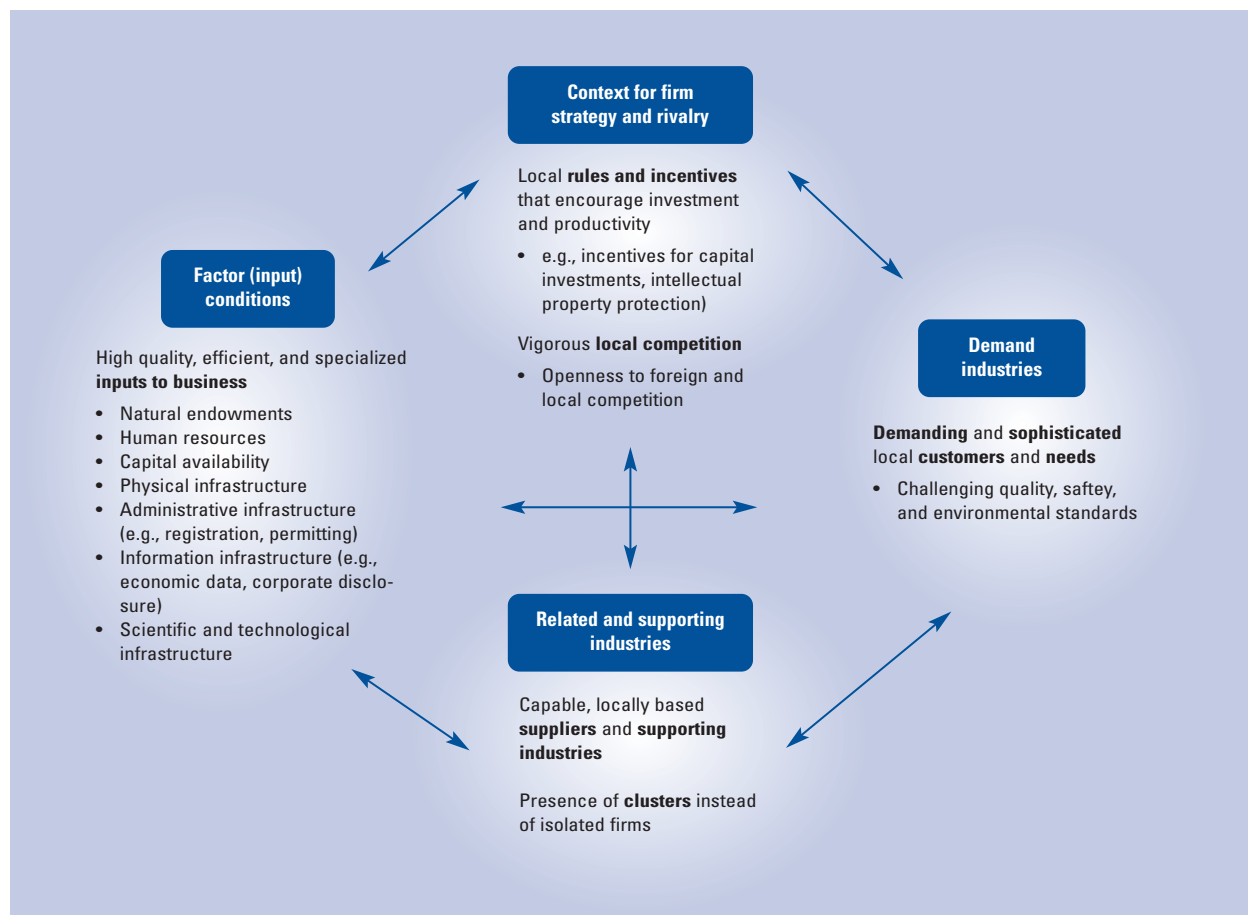 Context for firm
strategy and rivalry
Local rules and incentives
that encourage investment
and productivity
• e.g., incentives for capital
investments, intellectual
property protection)
Vigorous local competition
• Openness to foreign and
local competition
Factor (input)
conditions
High quality, efficient, and specialized
inputs to business
• Natural endowments
• Human resources
• Capital availability
• Physical infrastructure
• Administrative infrastructure
(e.g., registration, permitting)
• Information infrastructure (e.g.,
economic data, corporate disclo-
sure)
• Scientific and technological
infrastructure
Demand
industries
Demanding and sophisticated
local customers and needs
• Challenging quality, saftey,
and environmental standards
Related and supporting
industries
Capable, locally based
suppliers and supporting
industries
Presence of clusters instead
of isolated firms